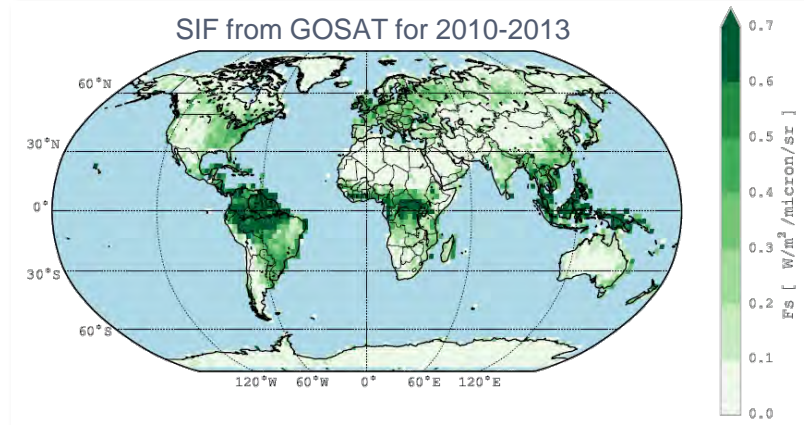 SIF from GOSAT for 2010-2013
60°N
30°N
0°
30°S
60°S
120°W 60°W 0° 60°E 120°E
0.7
0.6
0.5
0.4
0.3
0.2
0.1
0.0
Fs [ W/m² /micron/sr ]